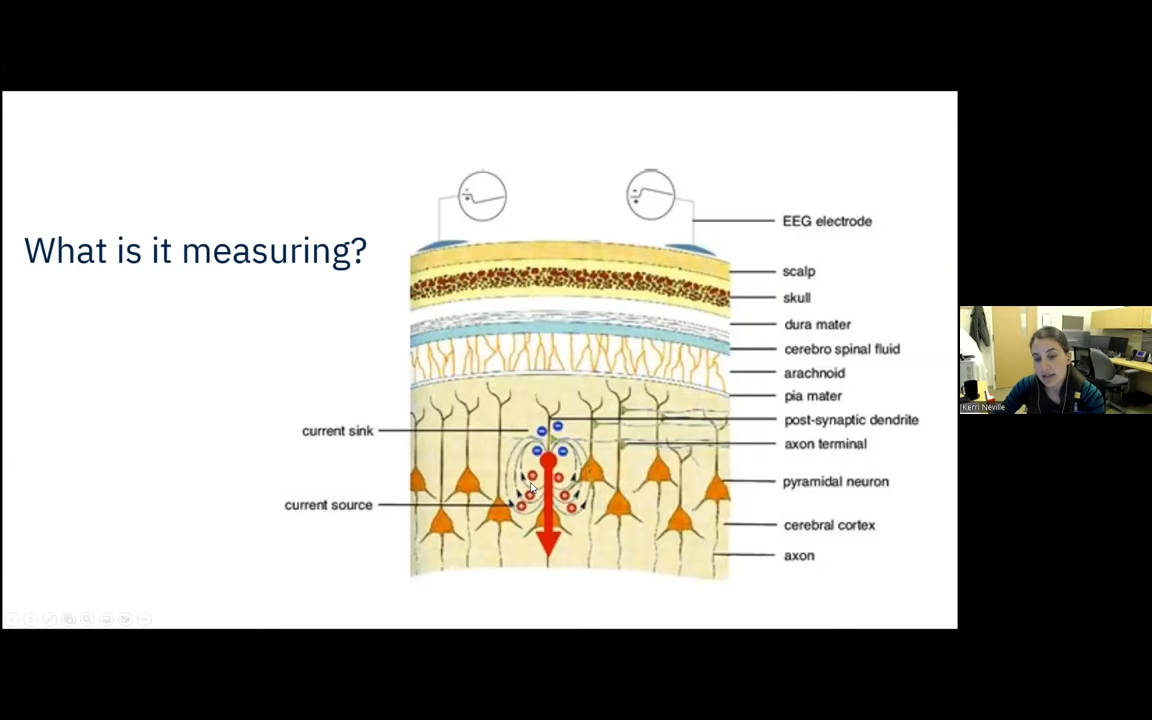 What is it measuring?
EEG electrode
scalp
skull
dura mater
cerebro spinal fluid
arachnoid
pia mater
post-synaptic dendrite
current sink
axon terminal
pyramidal neuron
current source
cerebral cortex
axon
Kerri Neville